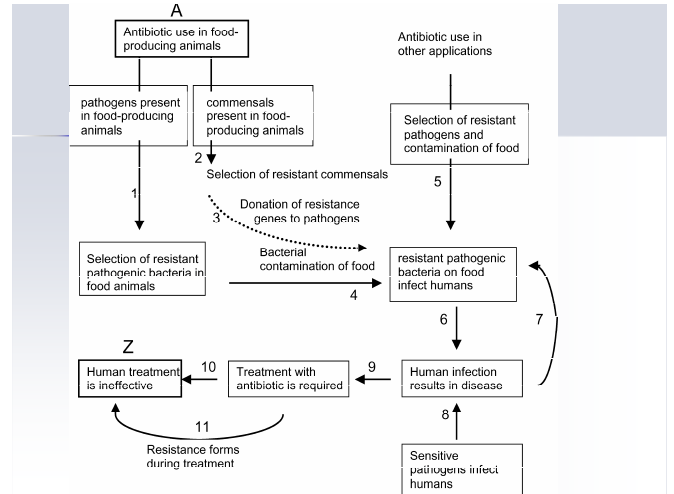 A
Antibiotic use in food-
producing animals
Antibiotic use in
other applications
pathogens present
in food-producing
animals
commensals
present in food-
producing animals
Selection of resistant
pathogens and
contamination of food
2
Selection of resistant commensals
1
5
3
Donation of resistance
genes to pathogens
Selection of resistant
pathogenic bacteria in
food animals
Bacterial
contamination of food
4
resistant pathogenic
bacteria on food
infect humans
6
7
Z
Human treatment
is ineffective
10
Treatment with
antibiotic is required
9
Human infection
results in disease
8
11
Resistance forms
during treatment
Sensitive
pathogens infect
humans